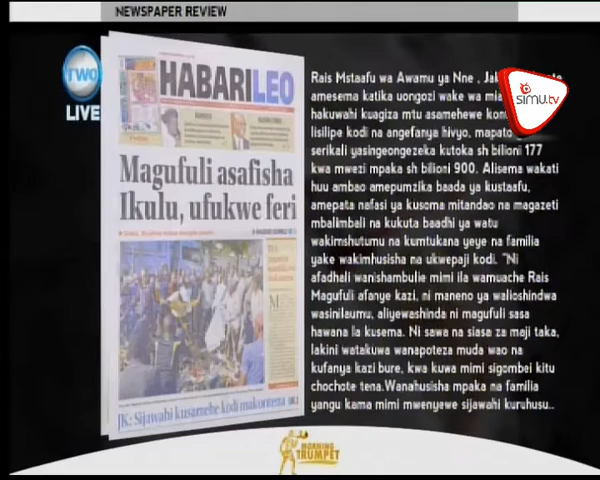 NEWSPAPER REVIEW
TWO
LIVE
HABARILEO
Magufuli asafisha
Ikulu, ufukwe feri
JK: Sijawahi kusamehe kodi makontena
SIMU.tv
Rais Mstaafu wa Awamu ya Nne ,
amesema katika uongozi wake wa
hakuwahi kuagiza mtu asamehewe
lisilipe kodi na angefanya hivyo, mapato
serikali yasingeongezeka kutoka sh bilioni 177
kwa mwezi mpaka sh bilioni 900. Alisema wakati
huu ambao amepumzika baada ya kustaafu,
amepata nafasi ya kusoma mitandao na magazeti
mbalimbali na kukuta baadhi ya watu
wakimshutumu na kumtukana yeye na familia
yake wakimhusisha na ukwepaji kodi. "Ni
afadhali wanishambulie mimi ila wamuache Rais
Magufuli afanye kazi, ni maneno ya walioshindwa
wasinilaumu, aliyewashinda ni magufuli sasa
hawana la kusema. Ni sawa na siasa za maji taka,
lakini watakuwa wanapoteza muda wao na
kufanya kazi bure, kwa kuwa mimi sigombei kitu
chochote tena.Wanahusisha mpaka na familia
yangu kama mimi mwenyewe sijawahi kuruhusu..
MORNING
TRUMPET